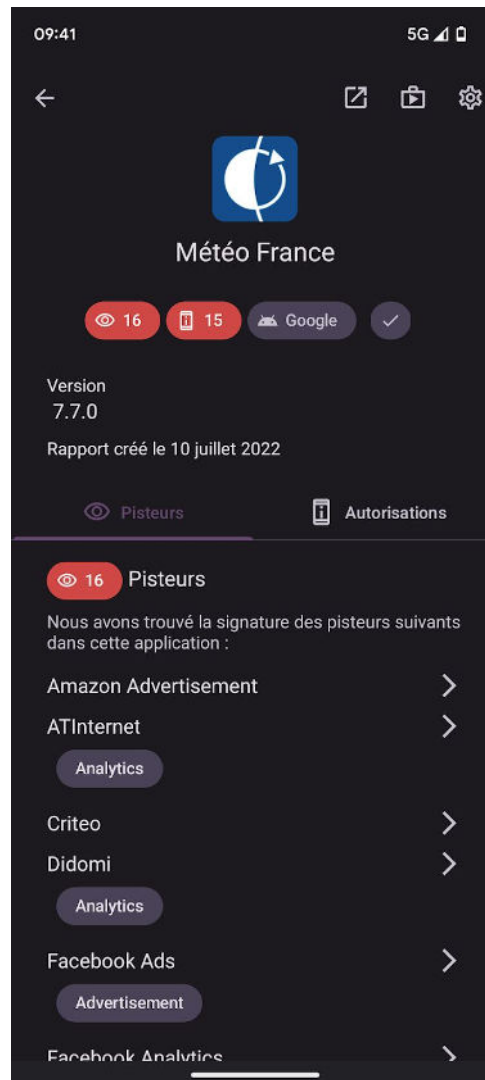 09:41
5G
Météo France
16
15
Google
Version
7.7.0
Rapport créé le 10 juillet 2022
Pisteurs
Autorisations
16 Pisteurs
Nous avons trouvé la signature des pisteurs suivants
dans cette application :
Amazon Advertisement
ATInternet
Analytics
Criteo
Didomi
Analytics
Facebook Ads
Advertisement
Facebook Analytics